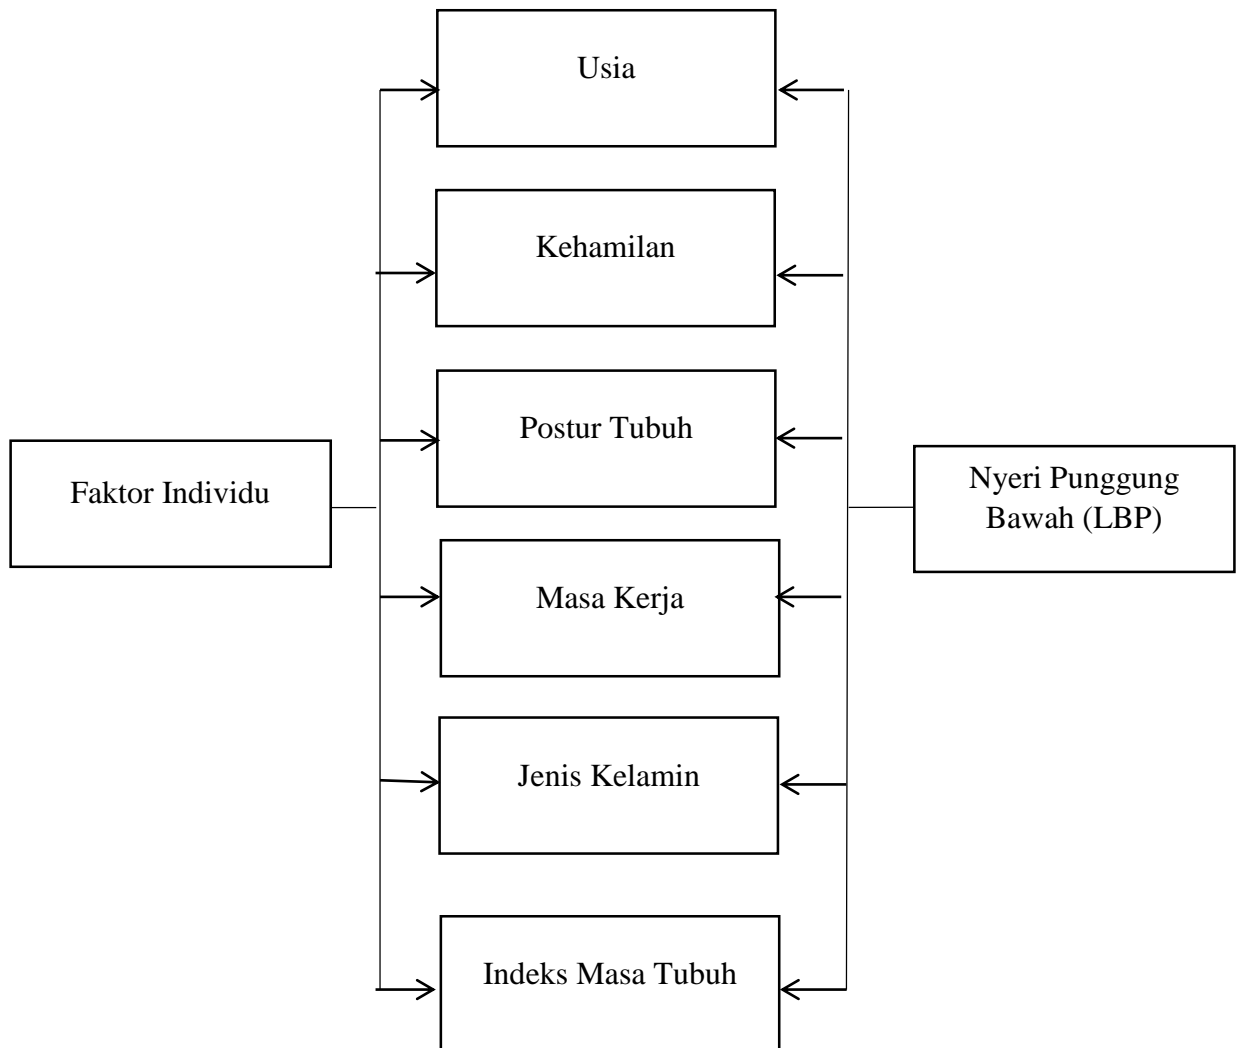 Usia
Kehamilan
Postur Tubuh
Faktor Individu
Nyeri Punggung
Bawah (LBP)
Masa Kerja
Jenis Kelamin
Indeks Masa Tubuh